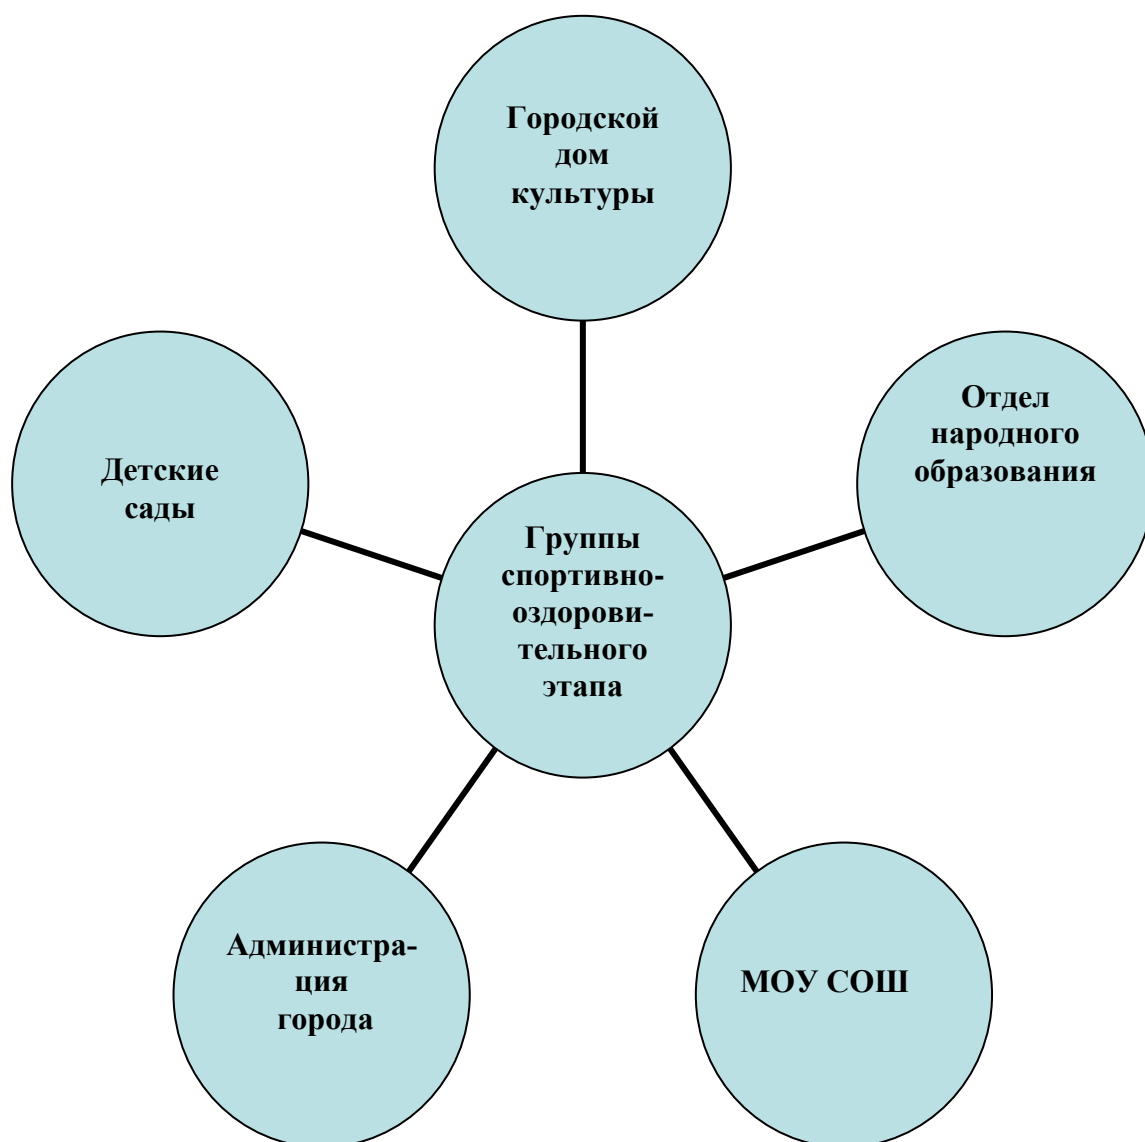 Городской
дом
культуры
Отдел
народного
образования
Детские
сады
Группы
спортивно-
оздорови-
тельного
этапа
Администра-
ция
города
МОУ СОШ